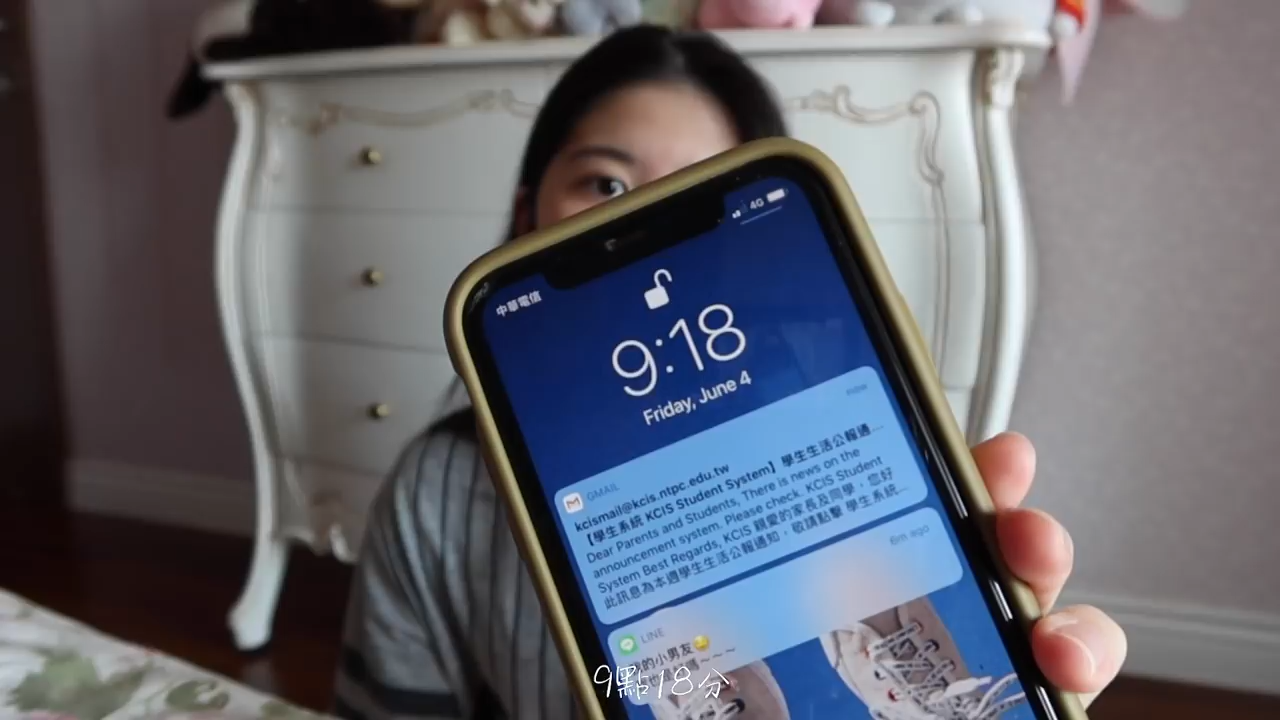 中華電信
4G
9:18
Friday, June 4
GMAIL
now
kcismail@kcis.ntpc.edu.tw
【學生系統 KCIS Student System】學生生活公報通...
Dear Parents and Students, There is news on the
announcement system. Please check. KCIS Student
System Best Regards, KCIS 親愛的家長及同學，您好
此訊息為本週學生生活公報通知，敬請點擊 學生系統...
LINE
6m ago
的小男友
9點18分